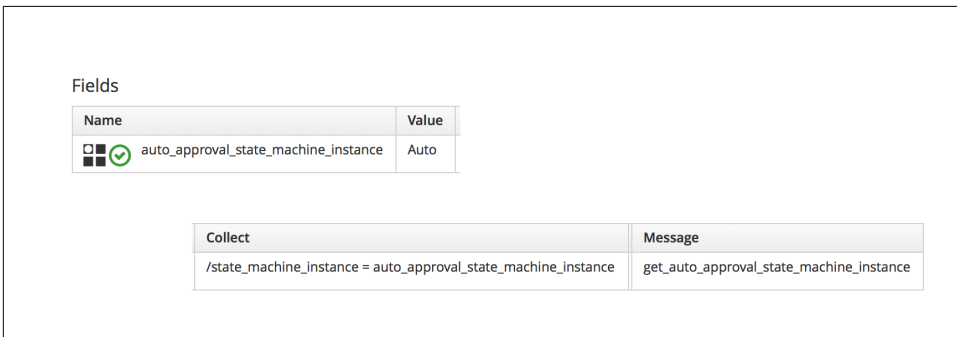 Fields
Name Value
auto_approval_state_machine_instance Auto
Collect Message
/state_machine_instance = auto_approval_state_machine_instance get_auto_approval_state_machine_instance